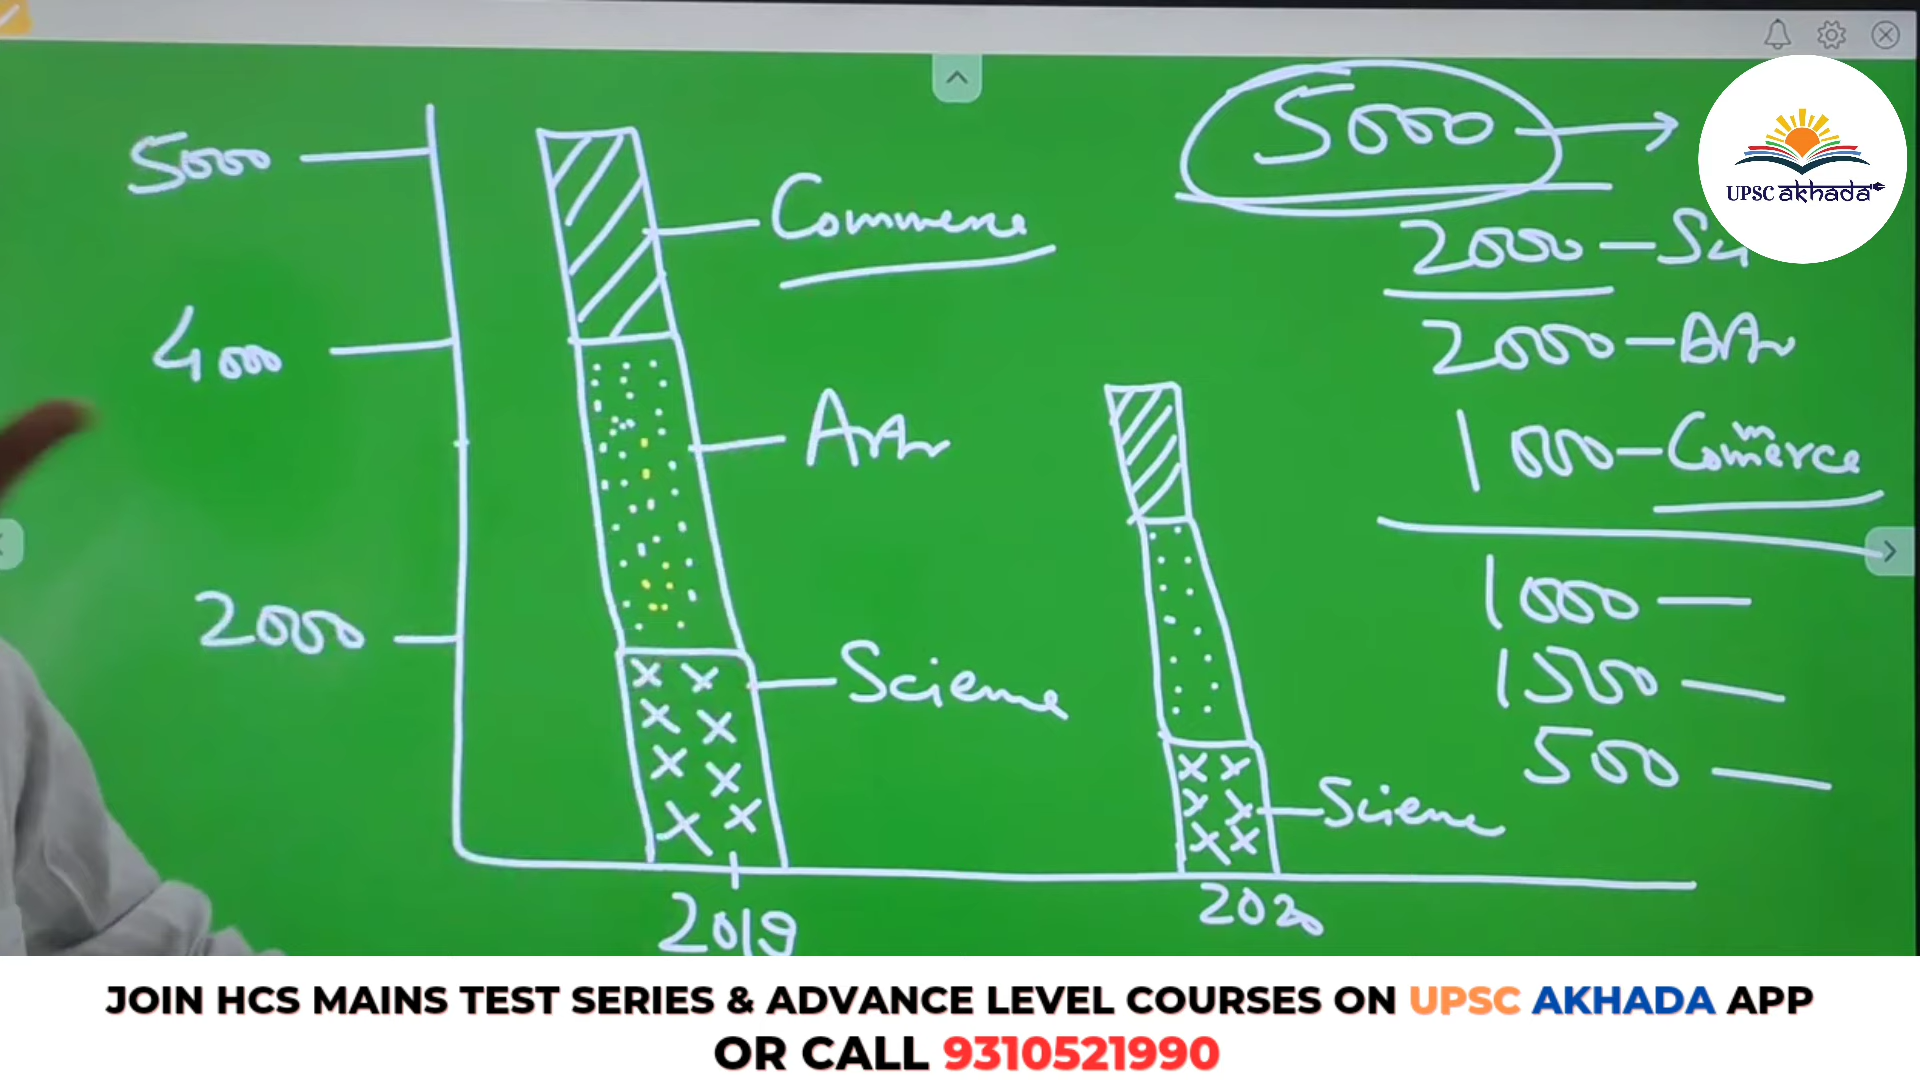 5000
4000
2000
Commerce
Arts
Science
2019
2020
Science
5000
2000 — Sci
2000 — Arts
1000 — Commerce
1000 —
1500 —
500 —
UPSC akhada
JOIN HCS MAINS TEST SERIES & ADVANCE LEVEL COURSES ON UPSC AKHADA APP
OR CALL 9310521990